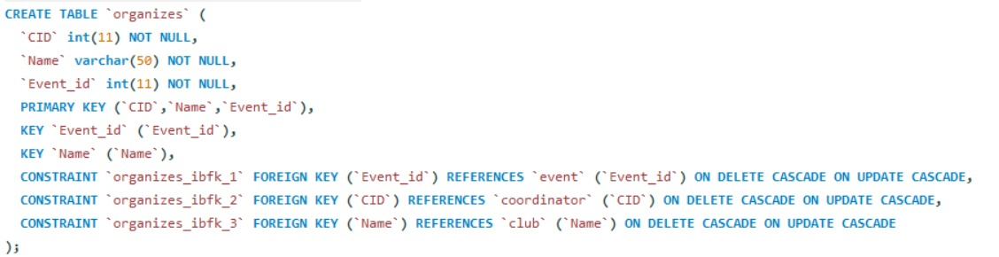 CREATE TABLE `organizes` (
  `CID` int(11) NOT NULL,
  `Name` varchar(50) NOT NULL,
  `Event_id` int(11) NOT NULL,
  PRIMARY KEY (`CID`,`Name`,`Event_id`),
  KEY `Event_id` (`Event_id`),
  KEY `Name` (`Name`),
  CONSTRAINT `organizes_ibfk_1` FOREIGN KEY (`Event_id`) REFERENCES `event` (`Event_id`) ON DELETE CASCADE ON UPDATE CASCADE,
  CONSTRAINT `organizes_ibfk_2` FOREIGN KEY (`CID`) REFERENCES `coordinator` (`CID`) ON DELETE CASCADE ON UPDATE CASCADE,
  CONSTRAINT `organizes_ibfk_3` FOREIGN KEY (`Name`) REFERENCES `club` (`Name`) ON DELETE CASCADE ON UPDATE CASCADE
);